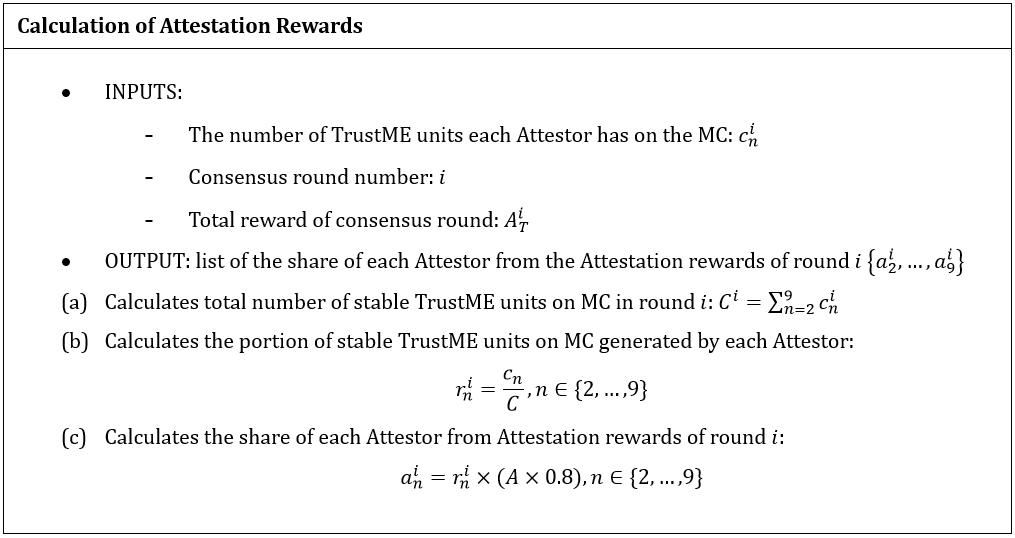 Calculation of Attestation Rewards
• INPUTS:
- The number of TrustME units each Attestor has on the MC: $c_n^i$
- Consensus round number: $i$
- Total reward of consensus round: $A_T^i$
• OUTPUT: list of the share of each Attestor from the Attestation rewards of round $i$ $\{a_2^i, \ldots, a_9^i\}$
(a) Calculates total number of stable TrustME units on MC in round $i$: $C^i = \sum_{n=2}^{9} c_n^i$
(b) Calculates the portion of stable TrustME units on MC generated by each Attestor:
$r_n^i = \frac{c_n}{C}, n \in \{2, \ldots, 9\}$
(c) Calculates the share of each Attestor from Attestation rewards of round $i$:
$a_n^i = r_n^i \times (A \times 0.8), n \in \{2, \ldots, 9\}$